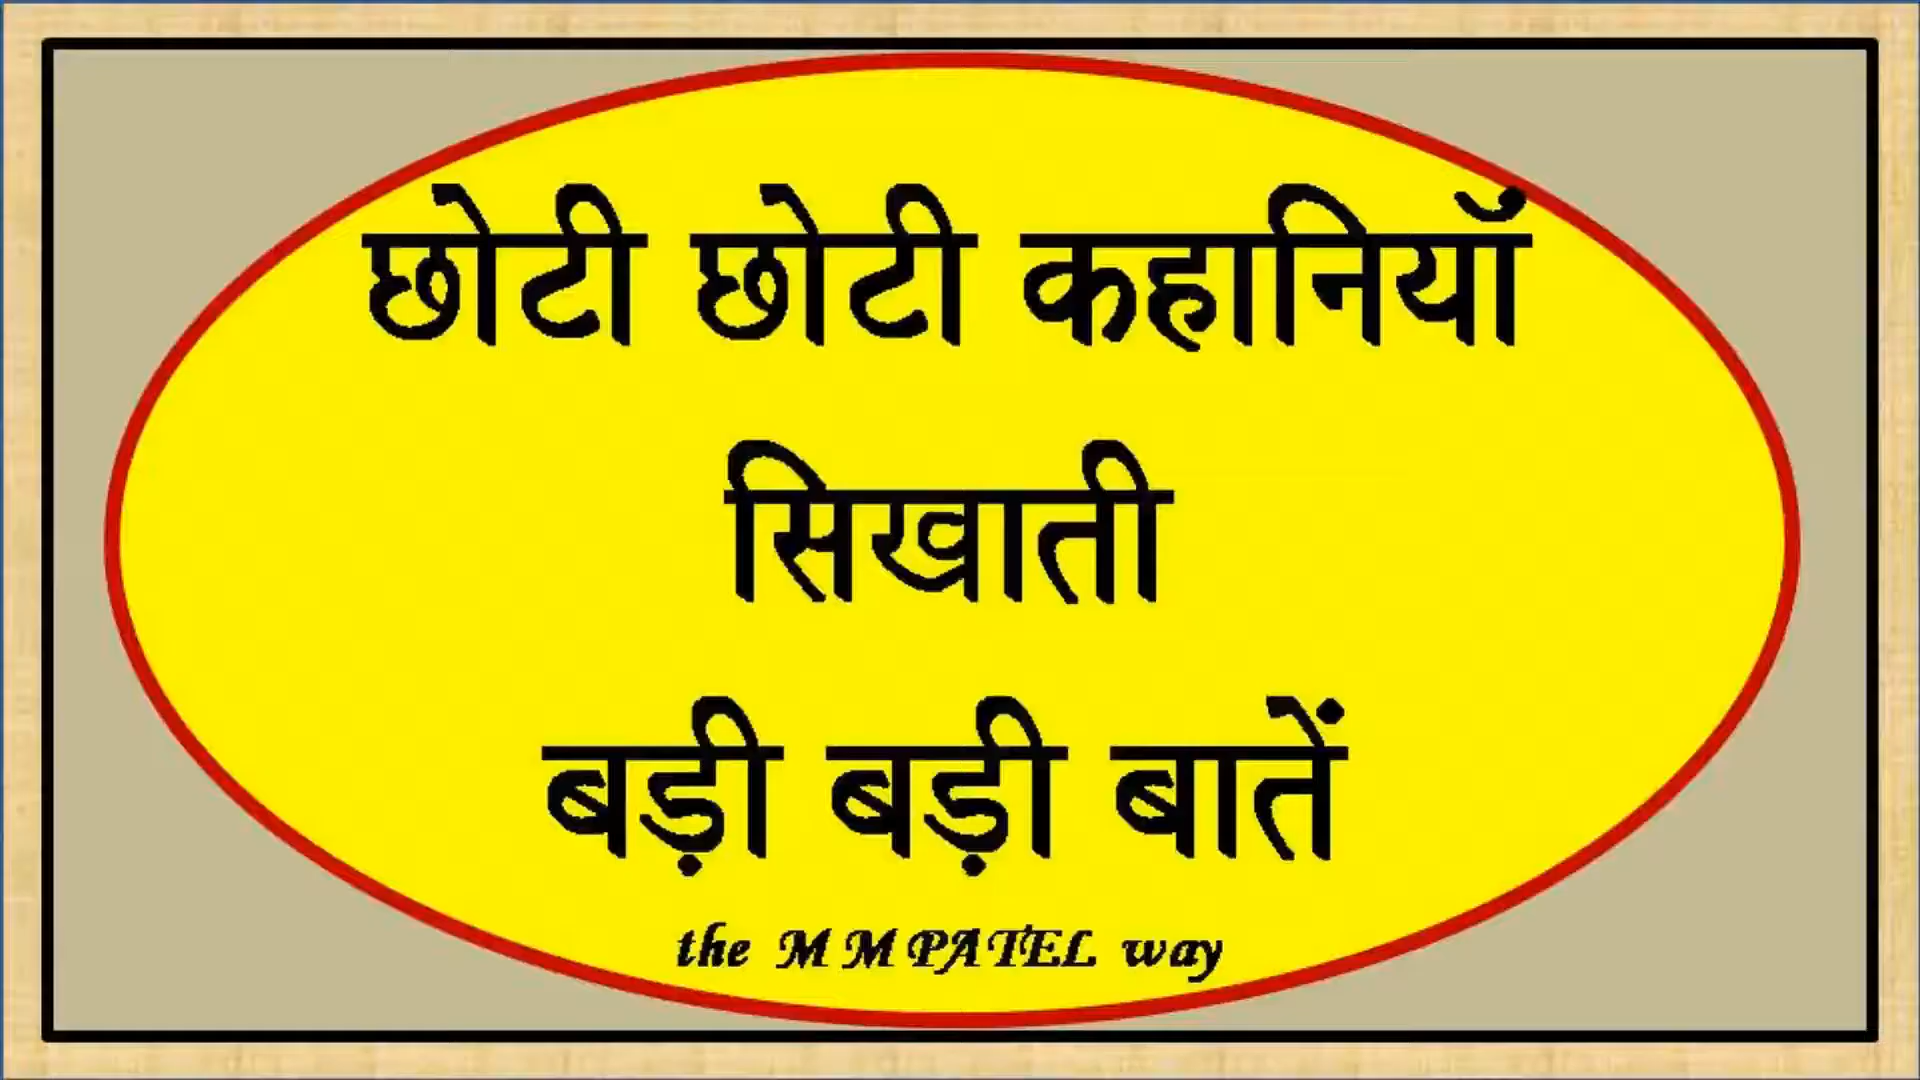 छोटी छोटी कहानियाँ
सिखाती
बड़ी बड़ी बातें
the M M PATEL way